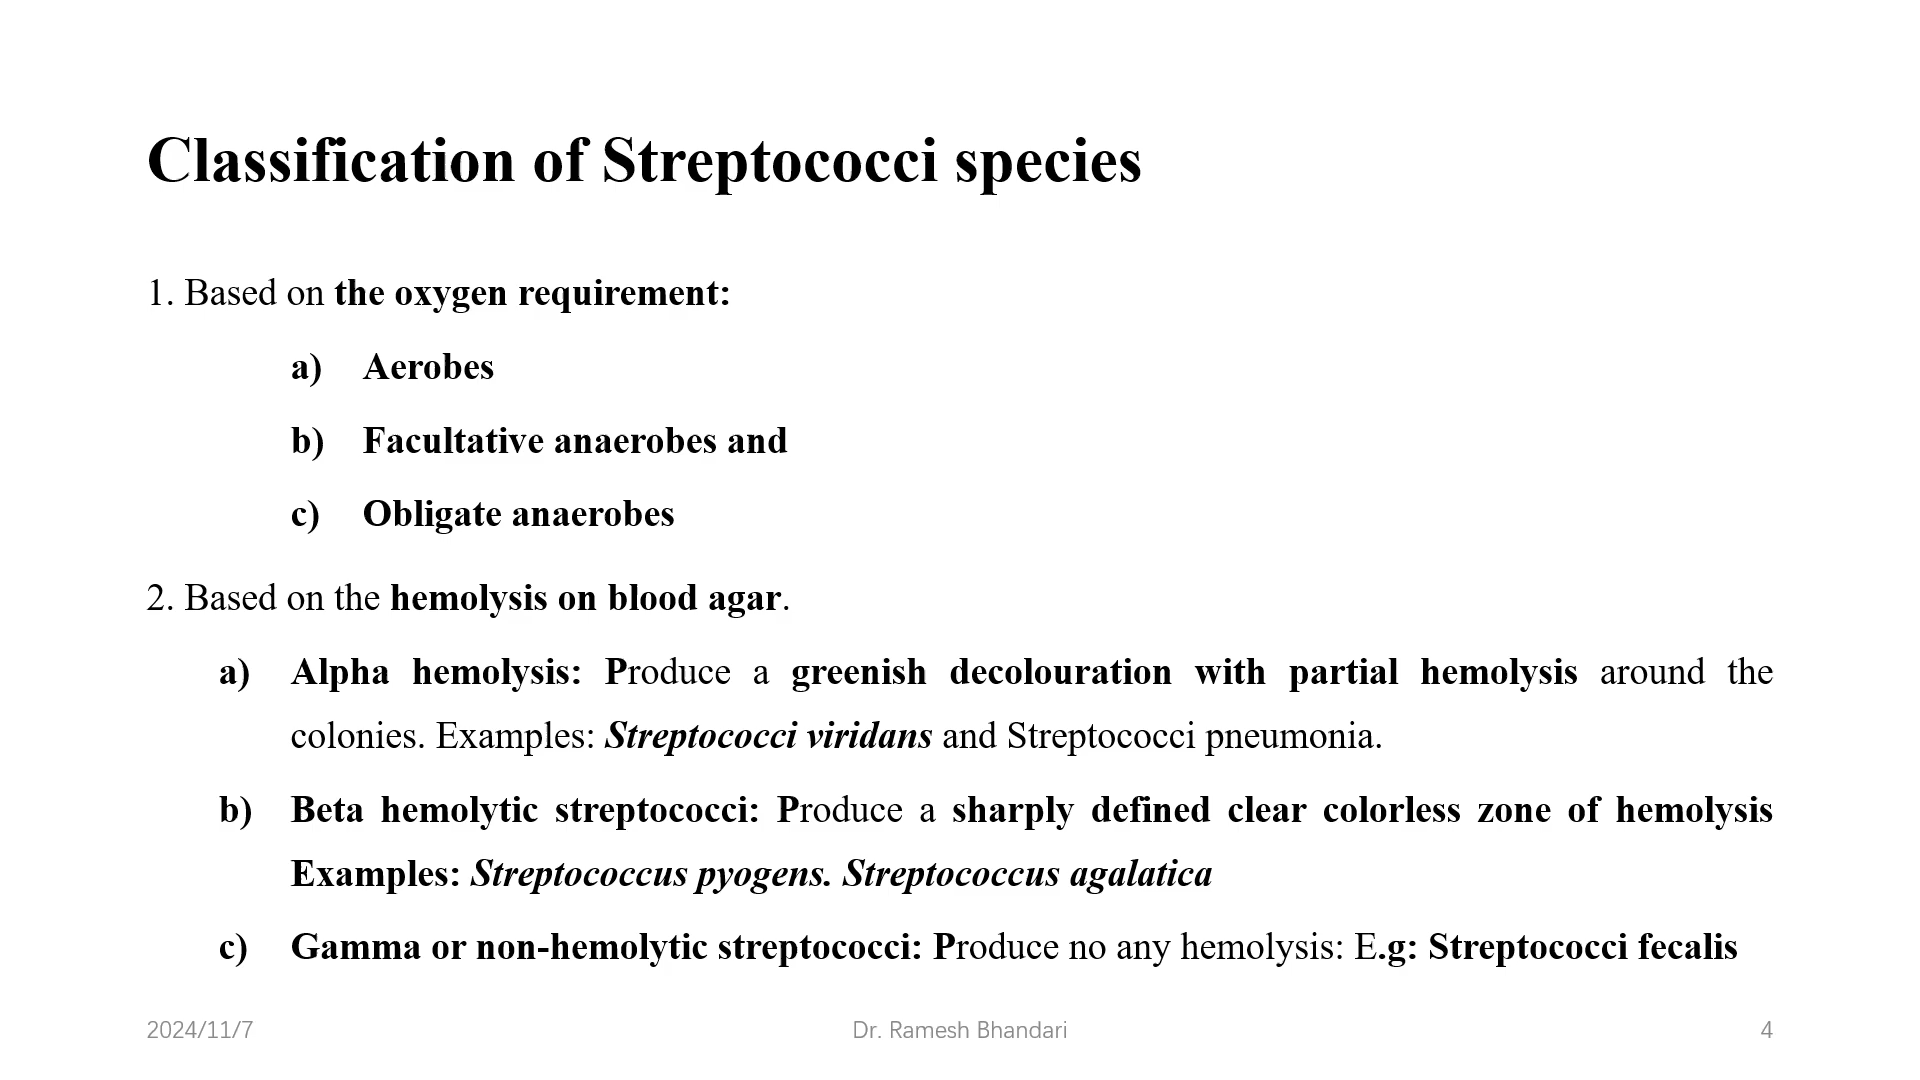 Classification of Streptococci species
1. Based on the oxygen requirement:
a) Aerobes
b) Facultative anaerobes and
c) Obligate anaerobes
2. Based on the hemolysis on blood agar.
a) Alpha hemolysis: Produce a greenish decolouration with partial hemolysis around the
colonies. Examples: Streptococci viridans and Streptococci pneumonia.
b) Beta hemolytic streptococci: Produce a sharply defined clear colorless zone of hemolysis
Examples: Streptococcus pyogens. Streptococcus agalatica
c) Gamma or non-hemolytic streptococci: Produce no any hemolysis: E.g: Streptococci fecalis
2024/11/7 Dr. Ramesh Bhandari 4